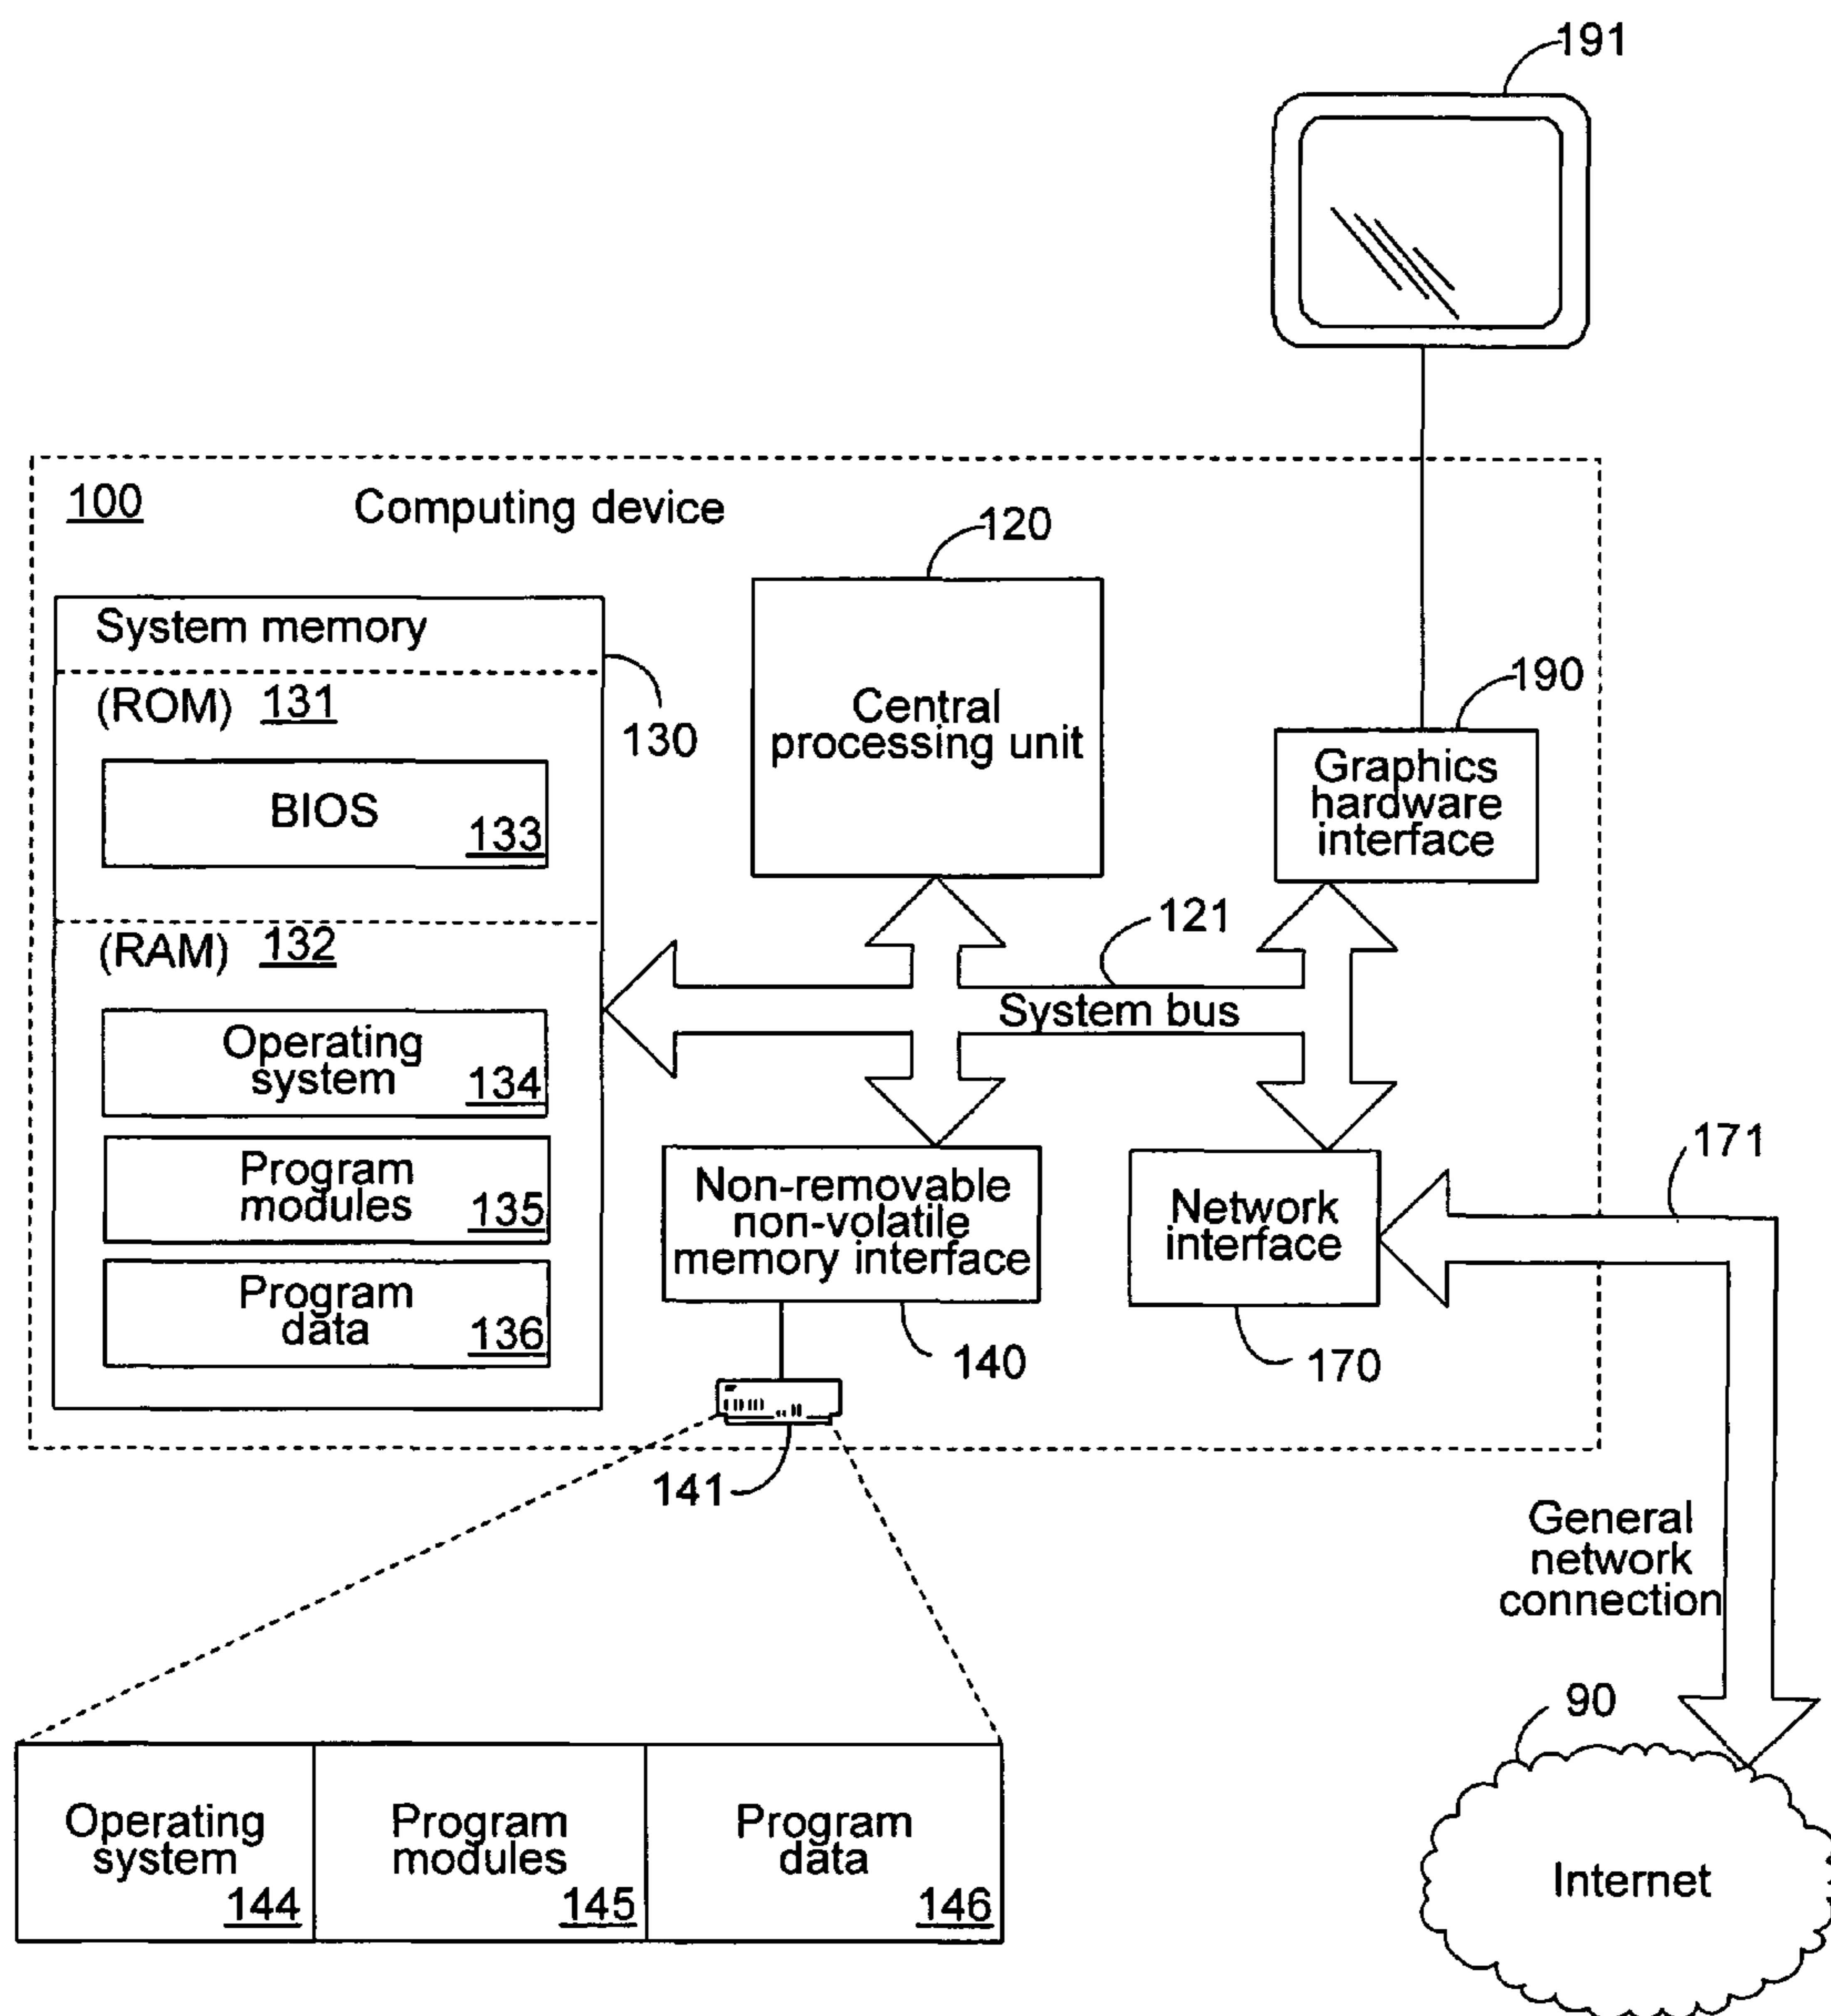 191
100
Computing device
120
System memory
(ROM) 131
130
BIOS
133
Central
processing unit
190
Graphics
hardware
interface
(RAM) 132
121
System bus
Operating
system
134
Program
modules
135
Program
data
136
Non-removable
non-volatile
memory interface
140
Network
interface
170
171
141
General
network
connection
90
Operating
system
144
Program
modules
145
Program
data
146
Internet